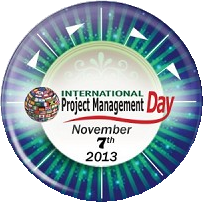 INTERNATIONAL
Project Management Day
November
7th
2013